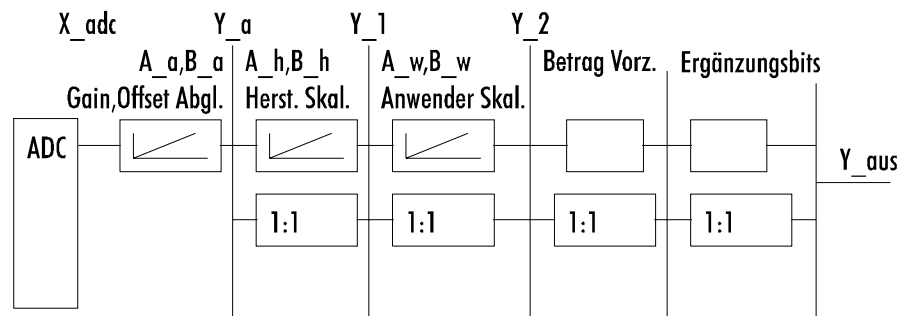 X_adc Y_a Y_1 Y_2
A_a,B_a A_h,B_h A_w,B_w Betrag Vorz. Ergänzungsbits
Gain,Offset Abgl. Herst. Skal. Anwender Skal.
ADC
Y_aus
1:1 1:1 1:1 1:1